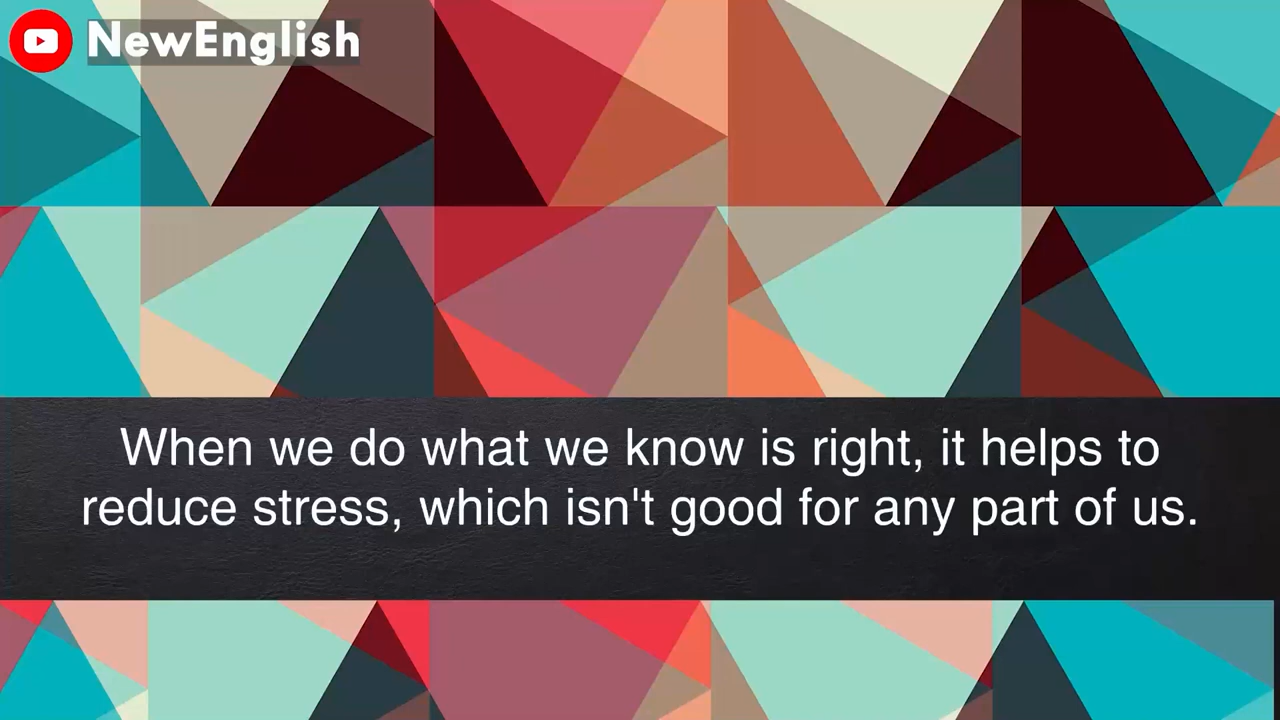 NewEnglish
When we do what we know is right, it helps to
reduce stress, which isn't good for any part of us.